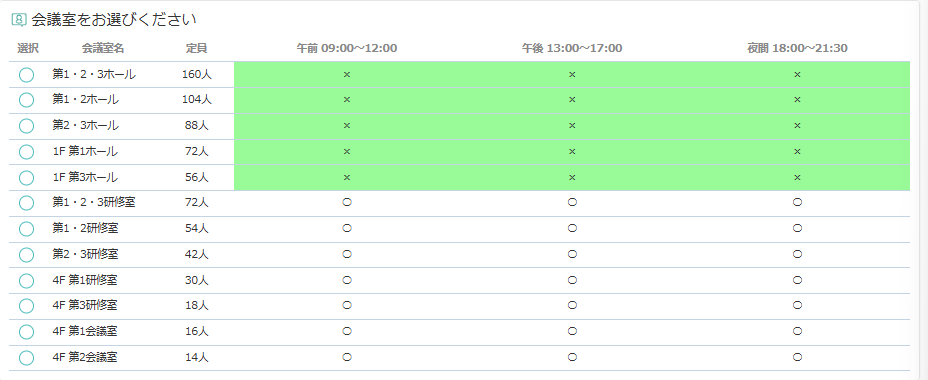 会議室をお選びください
選択 会議室名 定員 午前 09:00～12:00 午後 13:00～17:00 夜間 18:00～21:30
第1・2・3ホール 160人 × × ×
第1・2ホール 104人 × × ×
第2・3ホール 88人 × × ×
1F 第1ホール 72人 × × ×
1F 第3ホール 56人 × × ×
第1・2・3研修室 72人 ○ ○ ○
第1・2研修室 54人 ○ ○ ○
第2・3研修室 42人 ○ ○ ○
4F 第1研修室 30人 ○ ○ ○
4F 第3研修室 18人 ○ ○ ○
4F 第1会議室 16人 ○ ○ ○
4F 第2会議室 14人 ○ ○ ○